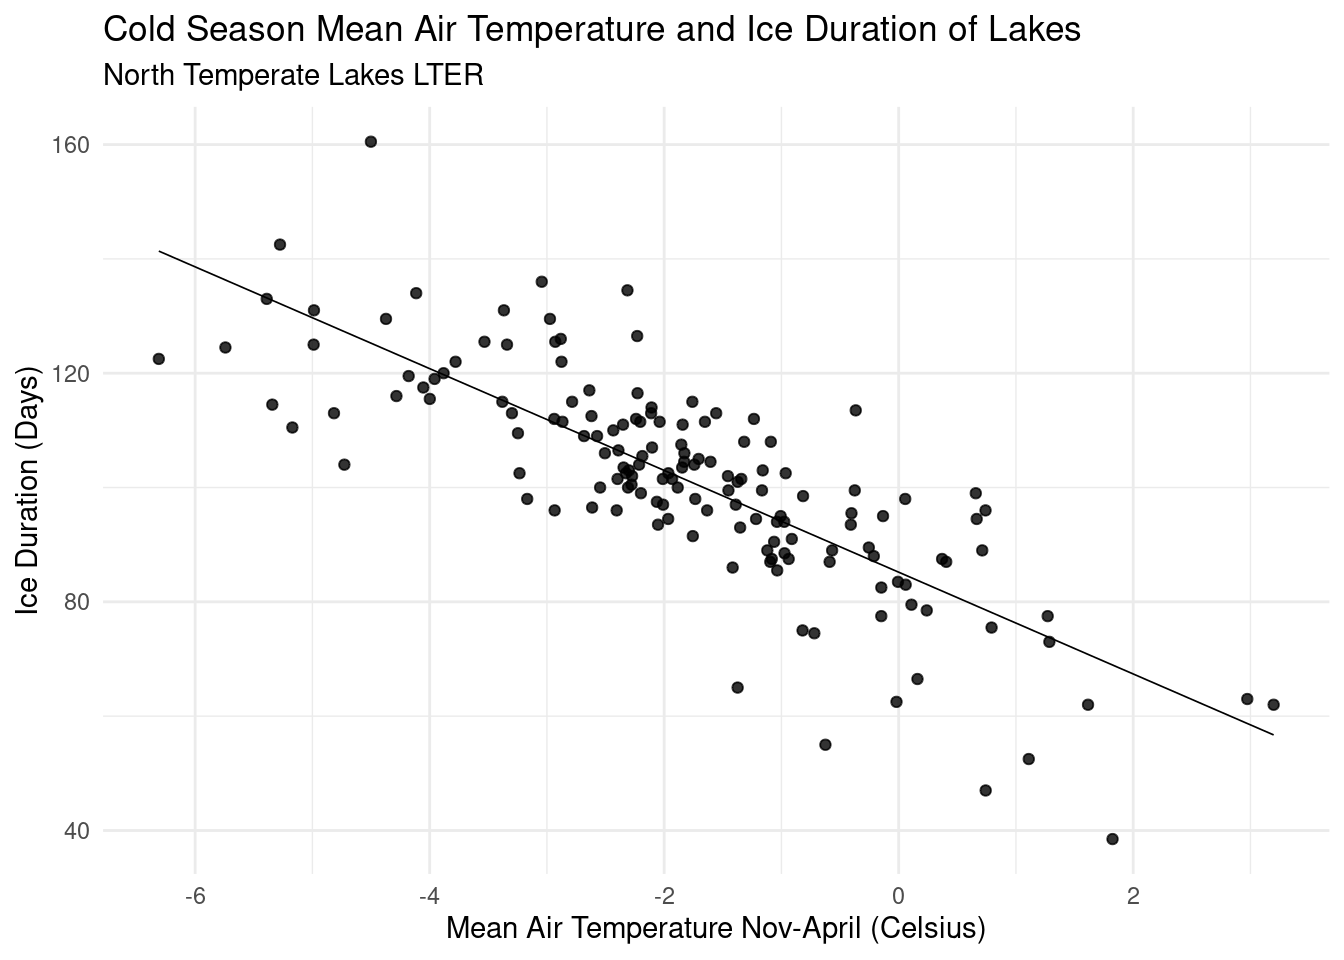 Cold Season Mean Air Temperature and Ice Duration of Lakes
North Temperate Lakes LTER
Ice Duration (Days)
160
120
80
40
-6 -4 -2 0 2
Mean Air Temperature Nov-April (Celsius)